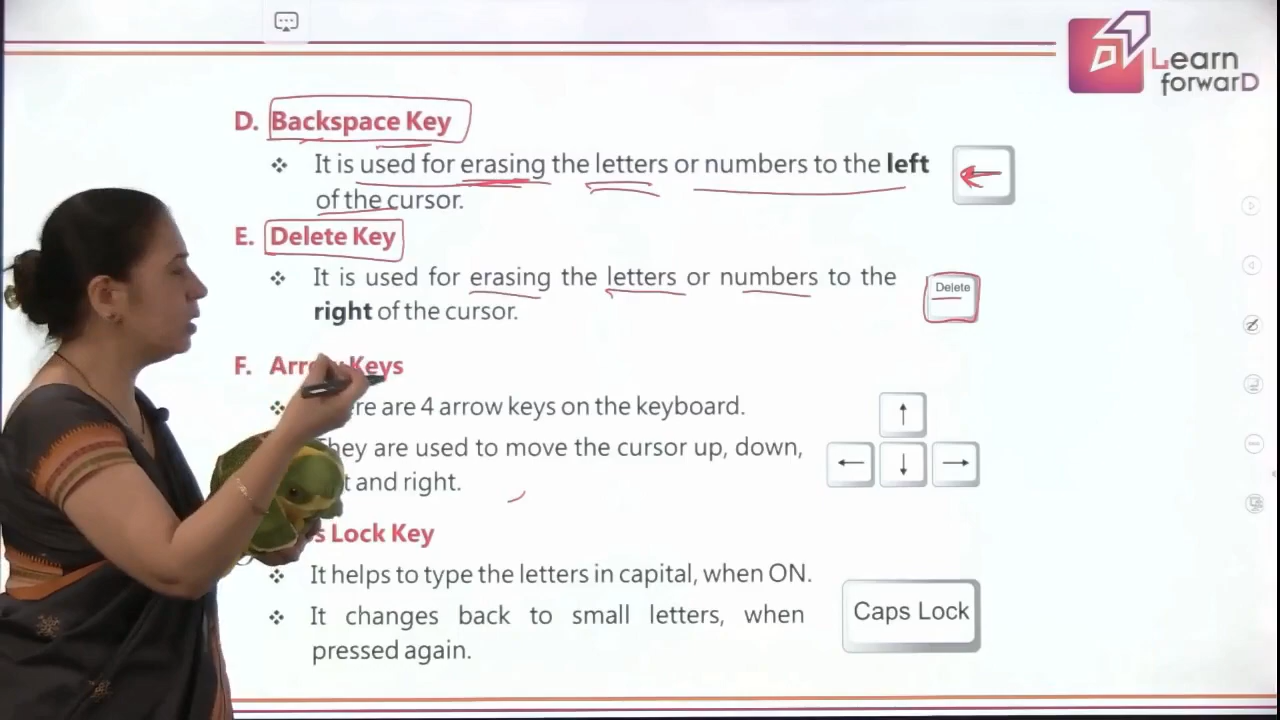 Learn
forwarD
D. Backspace Key
❖ It is used for erasing the letters or numbers to the left
of the cursor.
E. Delete Key
❖ It is used for erasing the letters or numbers to the
right of the cursor.
Delete
F. Arrow Keys
❖ ere are 4 arrow keys on the keyboard.
They are used to move the cursor up, down,
t and right.
↑
← ↓ →
s Lock Key
❖ It helps to type the letters in capital, when ON.
❖ It changes back to small letters, when
pressed again.
Caps Lock